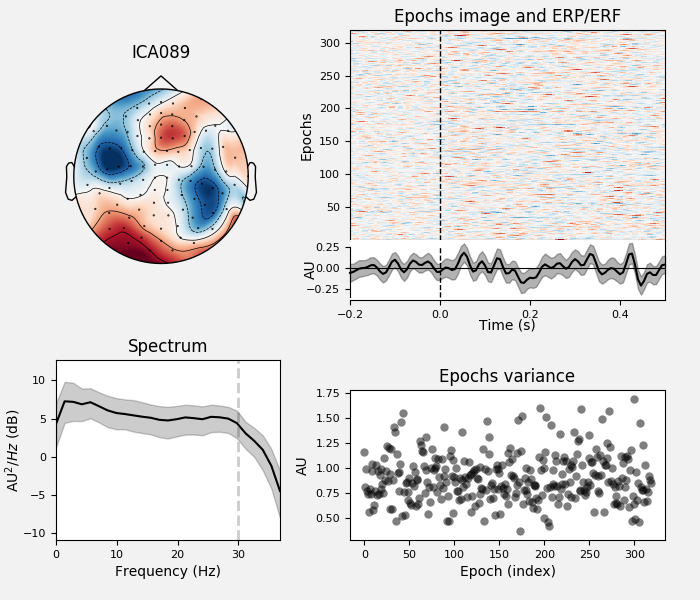 ICA089
Epochs image and ERP/ERF
Epochs
300
250
200
150
100
50
AU
0.25
0.00
−0.25
−0.2 0.0 0.2 0.4
Time (s)
Spectrum
AU²/Hz (dB)
10
5
0
−5
−10
0 10 20 30
Frequency (Hz)
Epochs variance
AU
1.75
1.50
1.25
1.00
0.75
0.50
0 50 100 150 200 250 300
Epoch (index)